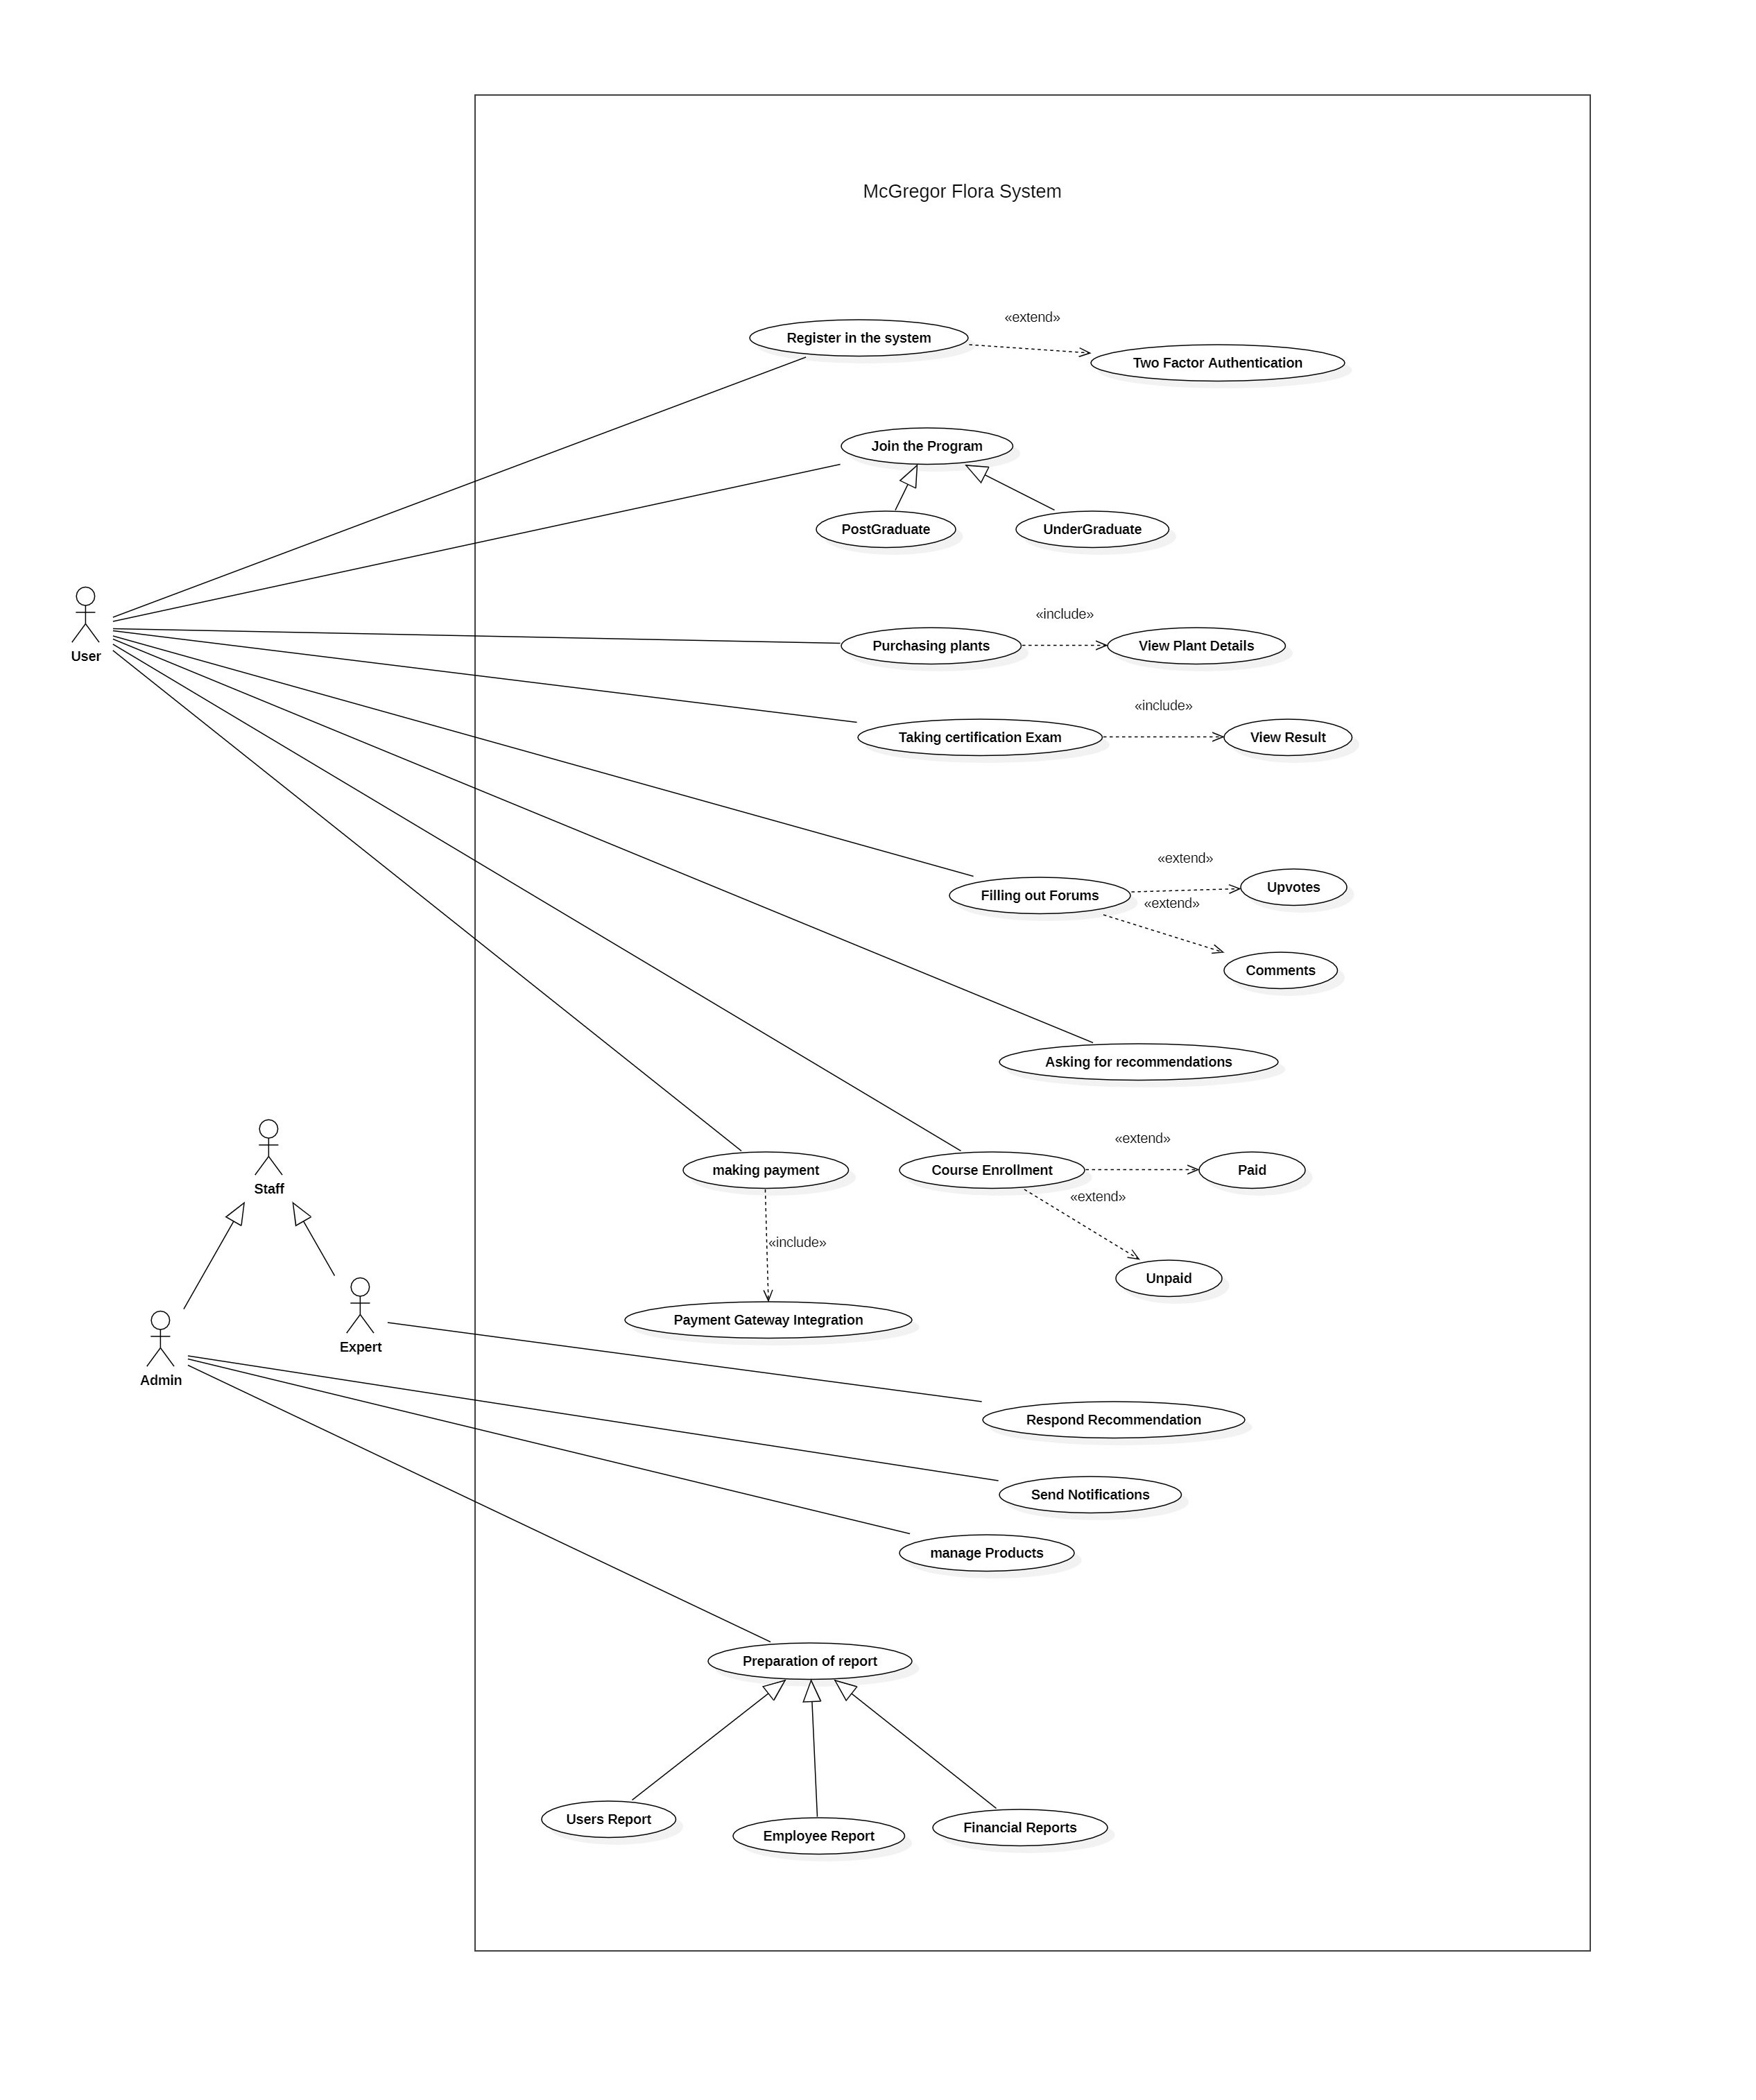 McGregor Flora System
«extend»
Register in the system
Two Factor Authentication
Join the Program
PostGraduate
UnderGraduate
«include»
User
Purchasing plants
View Plant Details
«include»
Taking certification Exam
View Result
«extend»
Upvotes
Filling out Forums
«extend»
Comments
Asking for recommendations
«extend»
Staff
making payment
Course Enrollment
Paid
«extend»
«include»
Unpaid
Payment Gateway Integration
Expert
Admin
Respond Recommendation
Send Notifications
manage Products
Preparation of report
Users Report
Employee Report
Financial Reports